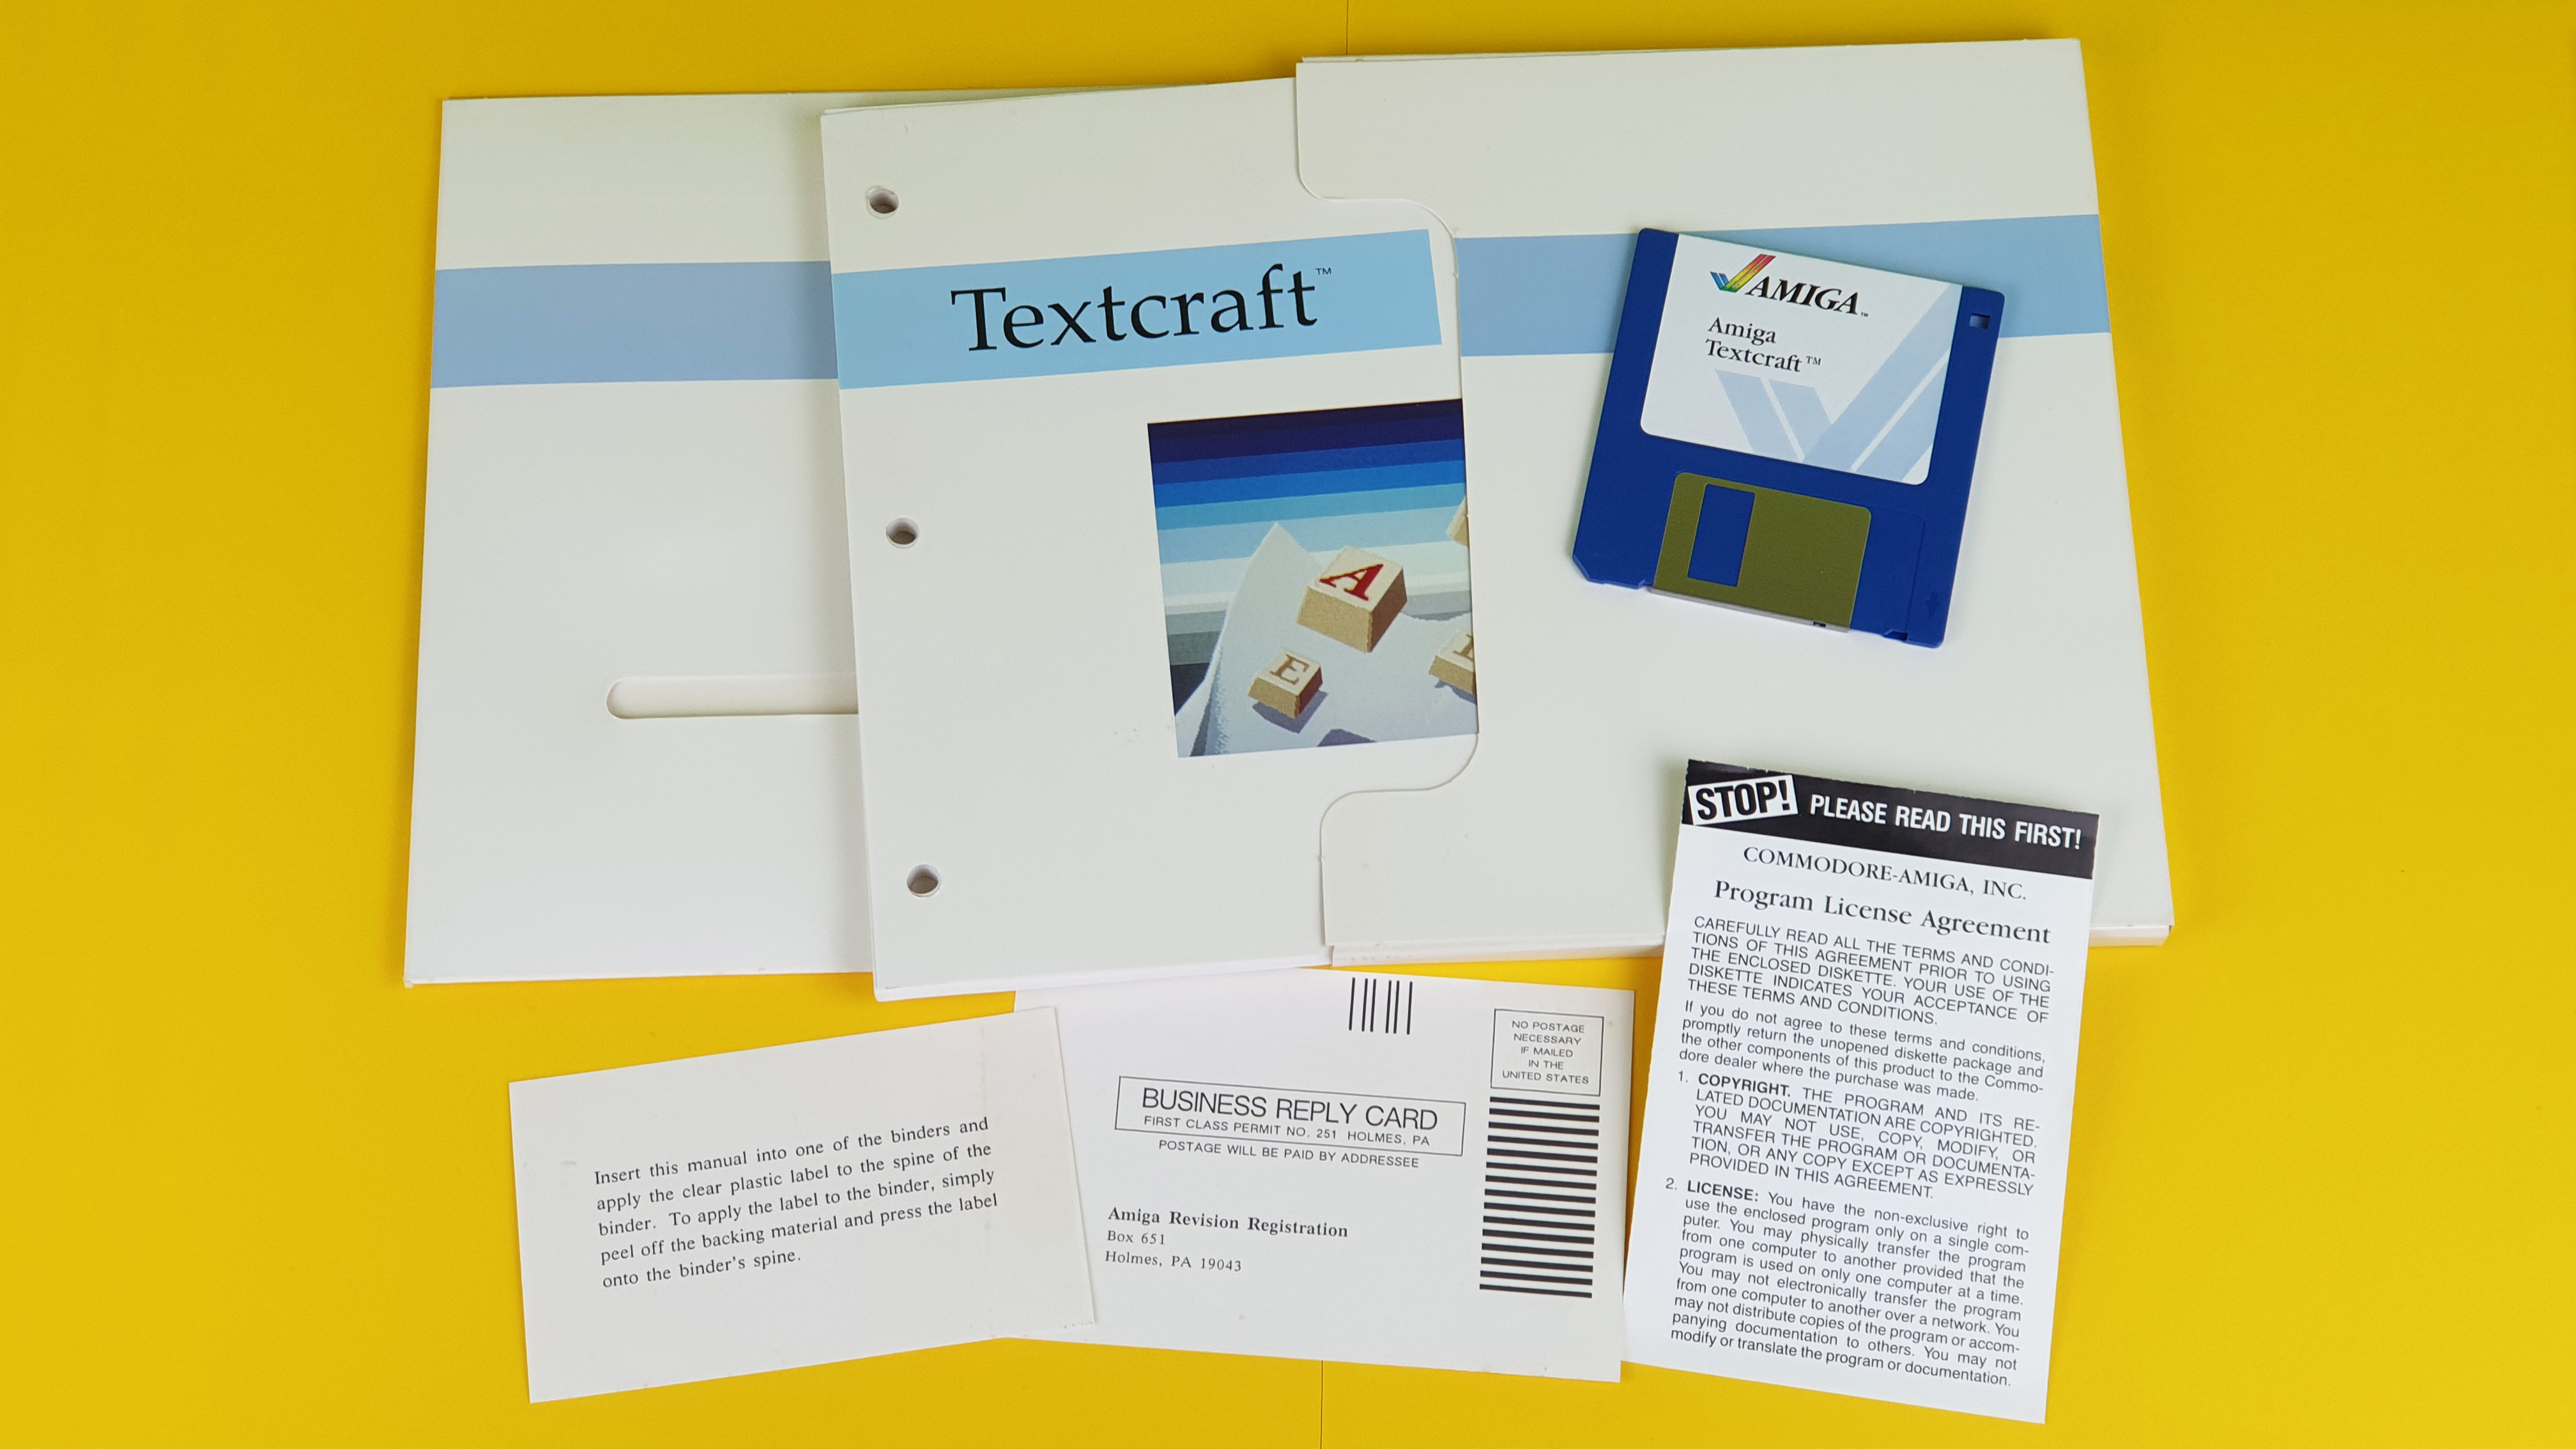 Textcraft™
A
E
AMIGA™
Amiga
Textcraft™
STOP! PLEASE READ THIS FIRST!
COMMODORE-AMIGA, INC.
Program License Agreement
CAREFULLY READ ALL THE TERMS AND CONDI-
TIONS OF THIS AGREEMENT PRIOR TO USING
THE ENCLOSED DISKETTE. YOUR USE OF THE
DISKETTE INDICATES YOUR ACCEPTANCE OF
THESE TERMS AND CONDITIONS.
If you do not agree to these terms and conditions,
promptly return the unopened diskette package and
the other components of this product to the Commo-
dore dealer where the purchase was made.
1. COPYRIGHT. THE PROGRAM AND ITS RE-
LATED DOCUMENTATION ARE COPYRIGHTED.
YOU MAY NOT USE, COPY, MODIFY, OR
TRANSFER THE PROGRAM OR DOCUMENTA-
TION, OR ANY COPY EXCEPT AS EXPRESSLY
PROVIDED IN THIS AGREEMENT.
2. LICENSE: You have the non-exclusive right to
use the enclosed program only on a single com-
puter. You may physically transfer the program
from one computer to another provided that the
program is used on only one computer at a time.
You may not electronically transfer the program
from one computer to another over a network. You
may not distribute copies of the program or accom-
panying documentation to others. You may not
modify or translate the program or documentation.
NO POSTAGE
NECESSARY
IF MAILED
IN THE
UNITED STATES
BUSINESS REPLY CARD
FIRST CLASS PERMIT NO. 251 HOLMES, PA
POSTAGE WILL BE PAID BY ADDRESSEE
Amiga Revision Registration
Box 651
Holmes, PA 19043
Insert this manual into one of the binders and
apply the clear plastic label to the spine of the
binder. To apply the label to the binder, simply
peel off the backing material and press the label
onto the binder's spine.